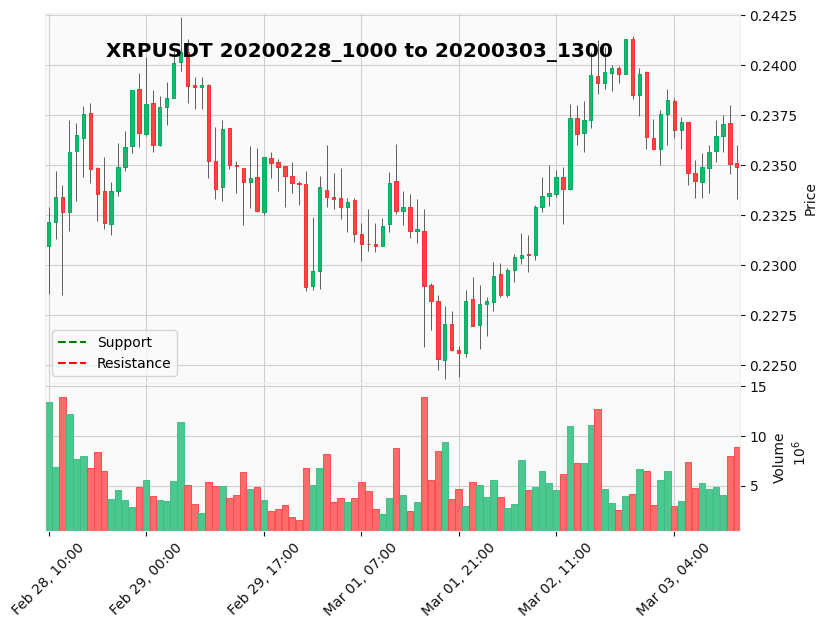 XRPUSDT 20200228_1000 to 20200303_1300
0.2425
0.2400
0.2375
0.2350
0.2325
0.2300
0.2275
0.2250
Price
Support
Resistance
15
10
5
Volume
10^6
Feb 28, 10:00
Feb 29, 00:00
Feb 29, 17:00
Mar 01, 07:00
Mar 01, 21:00
Mar 02, 11:00
Mar 03, 04:00